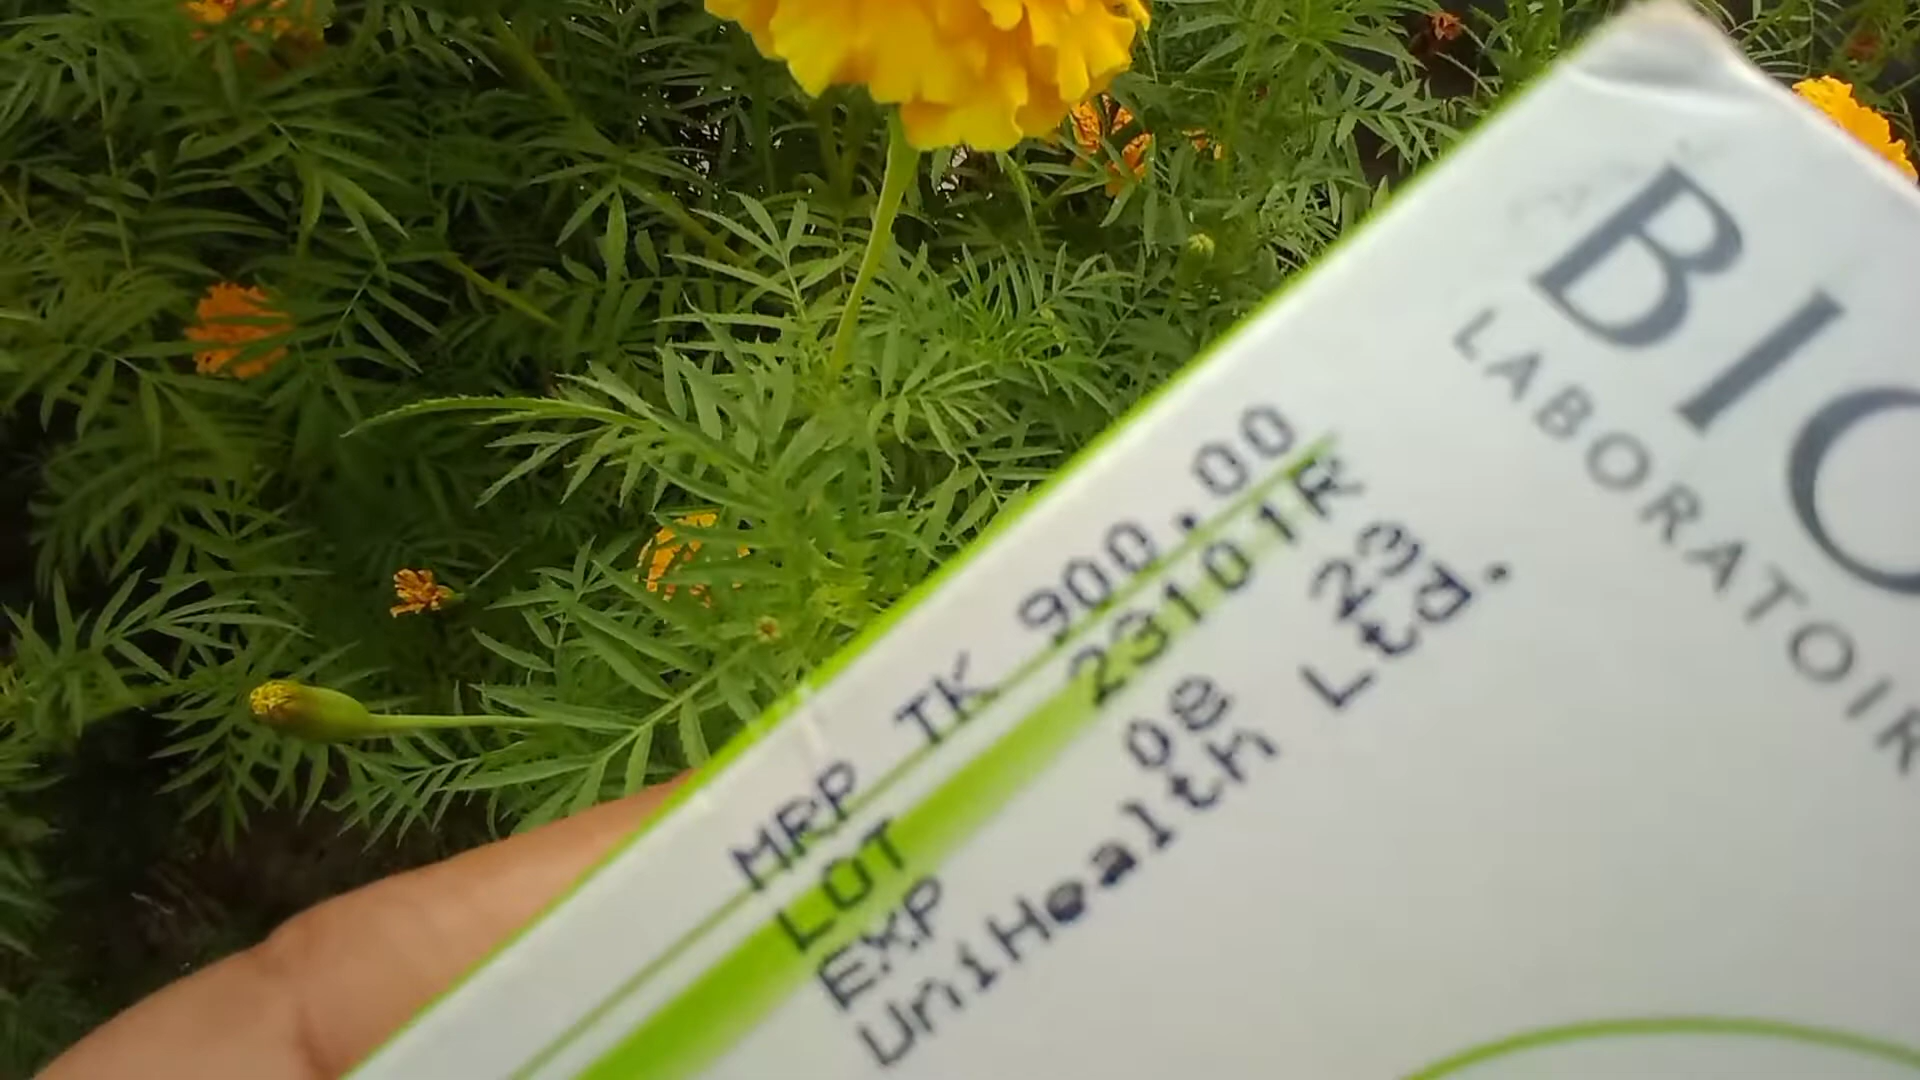 BIO
LABORATOIR
MRP TK 900.00
LOT 23101R
EXP 08 23
UniHealth Ltd.